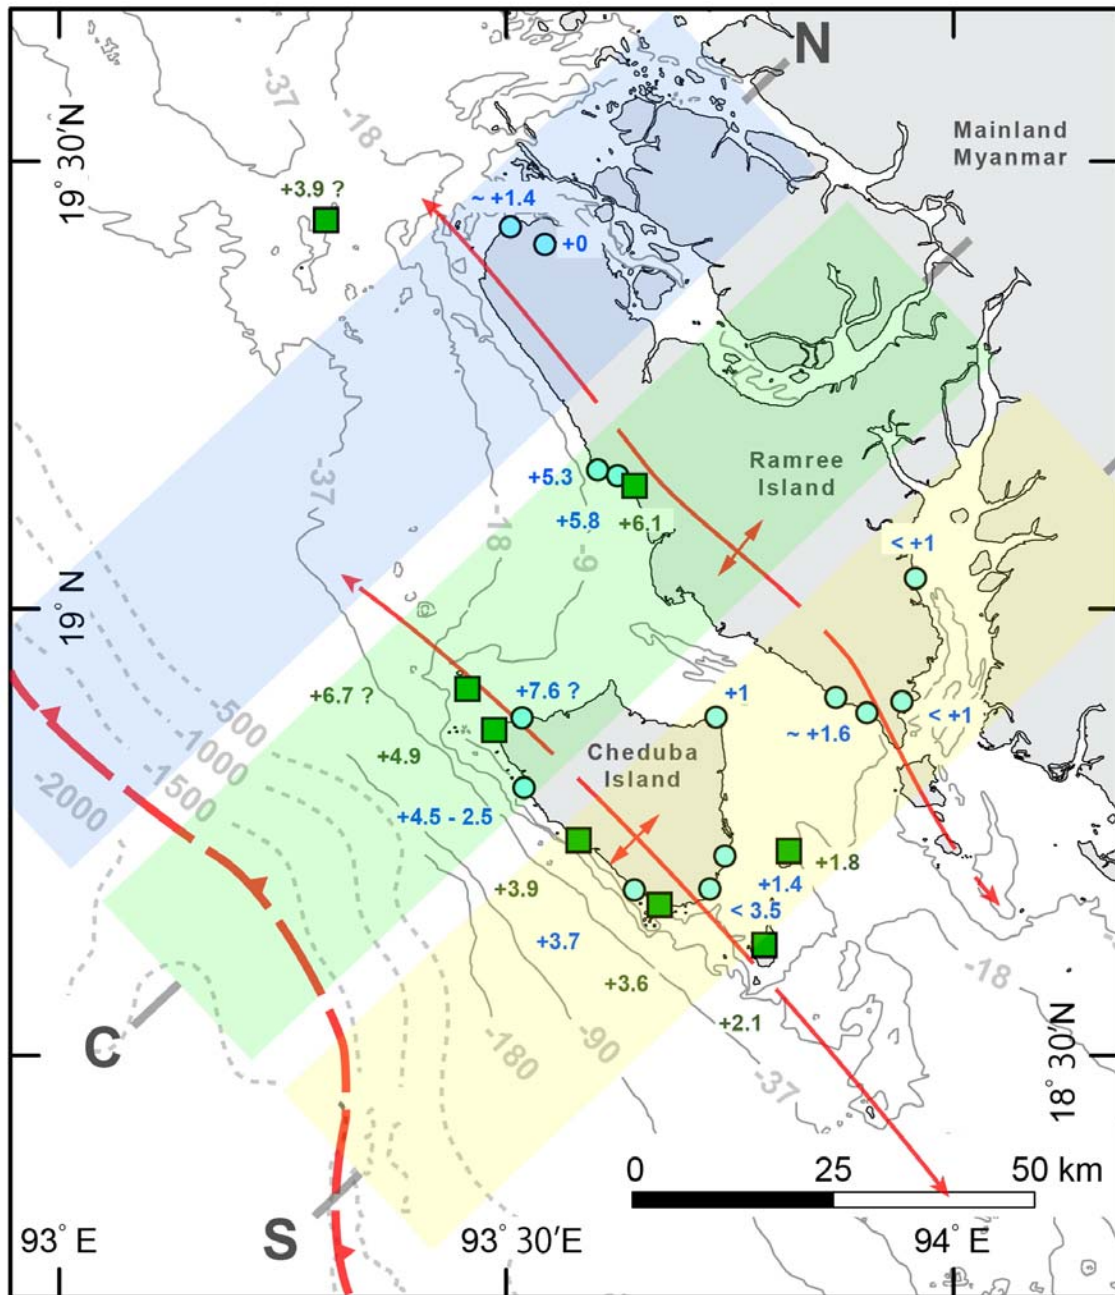 N
-37
-18
Mainland
Myanmar
19° 30'N
+3.9 ?
~ +1.4
+0
Ramree
Island
+5.3
+5.8
+6.1
-37
-18
-9
< +1
19° N
+6.7 ?
+7.6 ?
+1
~ +1.6
< +1
-500
-1000
-1500
-2000
+4.9
Cheduba
Island
+4.5 - 2.5
+1.8
+3.9
+1.4
< 3.5
+3.7
+3.6
+2.1
-18
C
-180
-90
-37
18° 30'N
0
25
50 km
S
93° E
93° 30'E
94° E